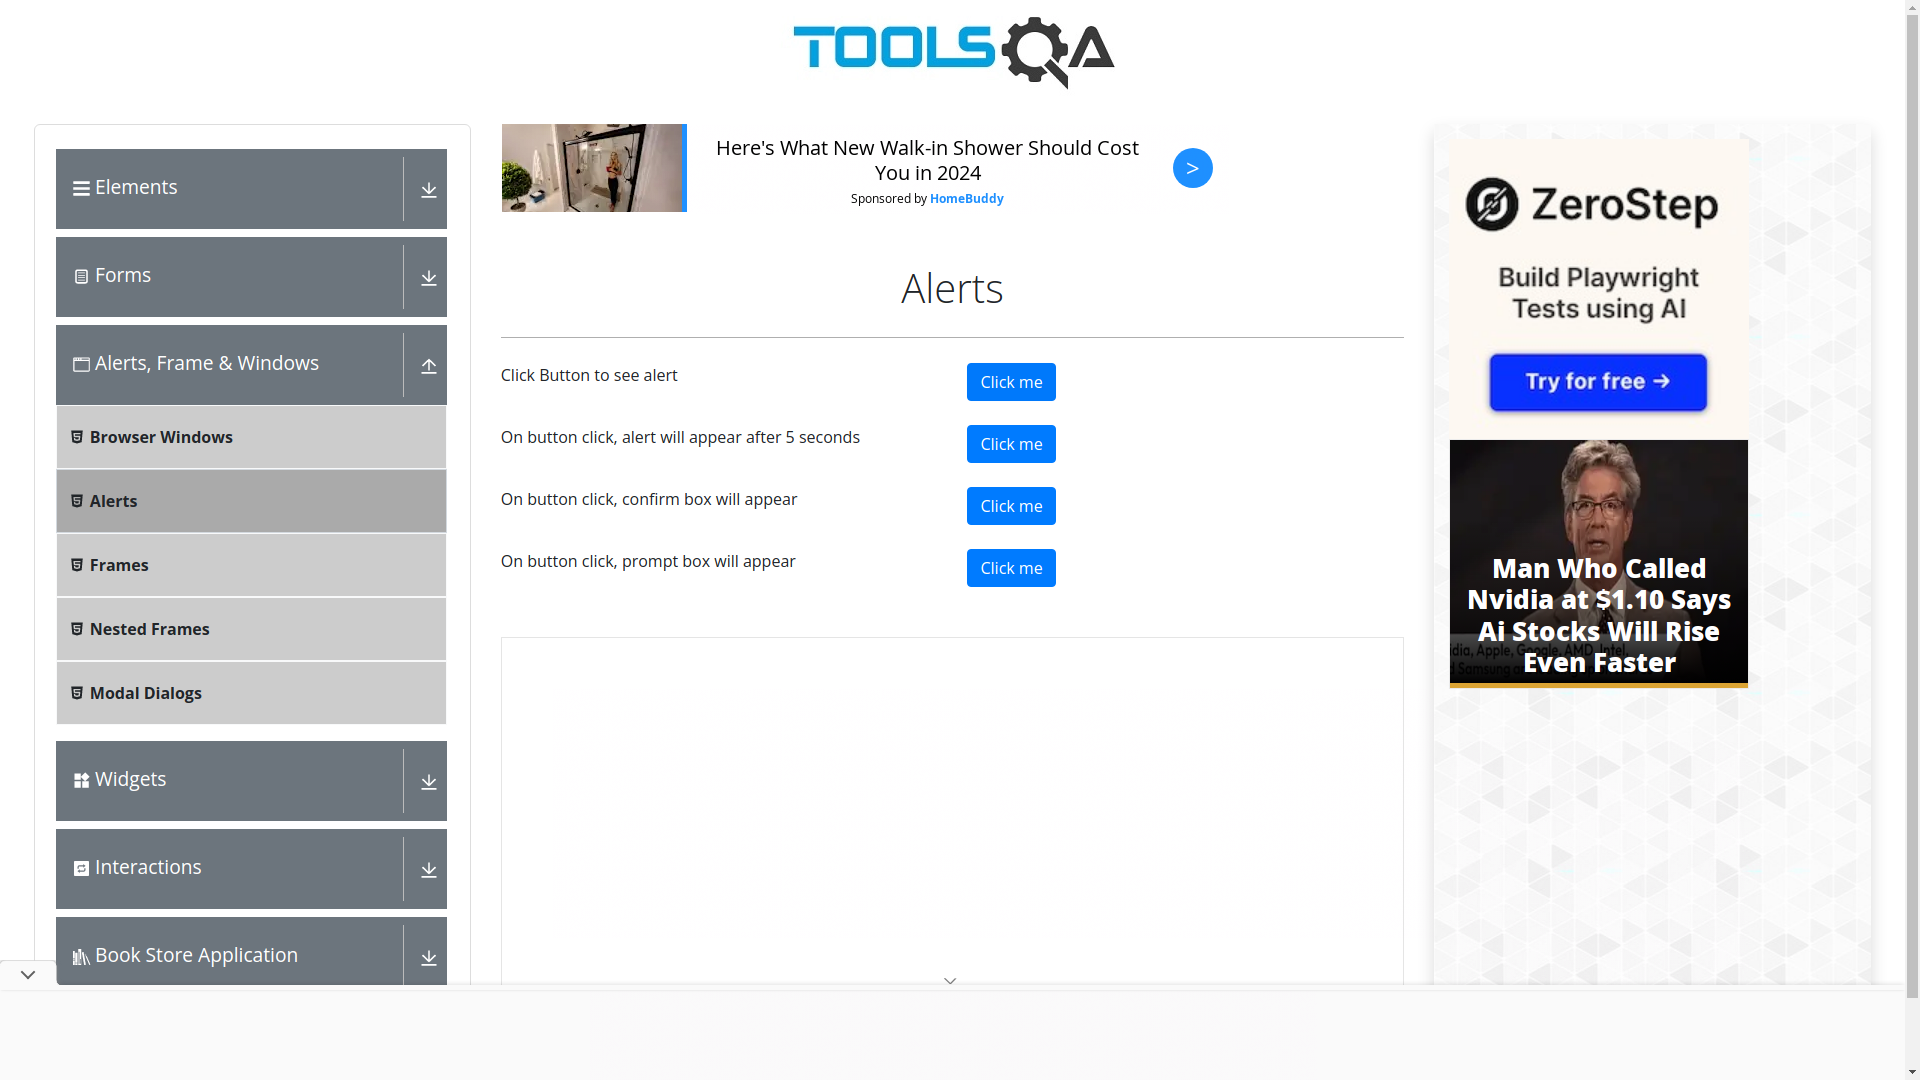 TOOLSQA
Elements
Forms
Alerts, Frame & Windows
Browser Windows
Alerts
Frames
Nested Frames
Modal Dialogs
Widgets
Interactions
Book Store Application
Here's What New Walk-in Shower Should Cost
You in 2024
Sponsored by HomeBuddy
>
Alerts
Click Button to see alert
Click me
On button click, alert will appear after 5 seconds
Click me
On button click, confirm box will appear
Click me
On button click, prompt box will appear
Click me
ZeroStep
Build Playwright
Tests using AI
Try for free →
Man Who Called
Nvidia at $1.10 Says
Ai Stocks Will Rise
Even Faster
dia, Apple, Google, AMD, Intel,
Samsung